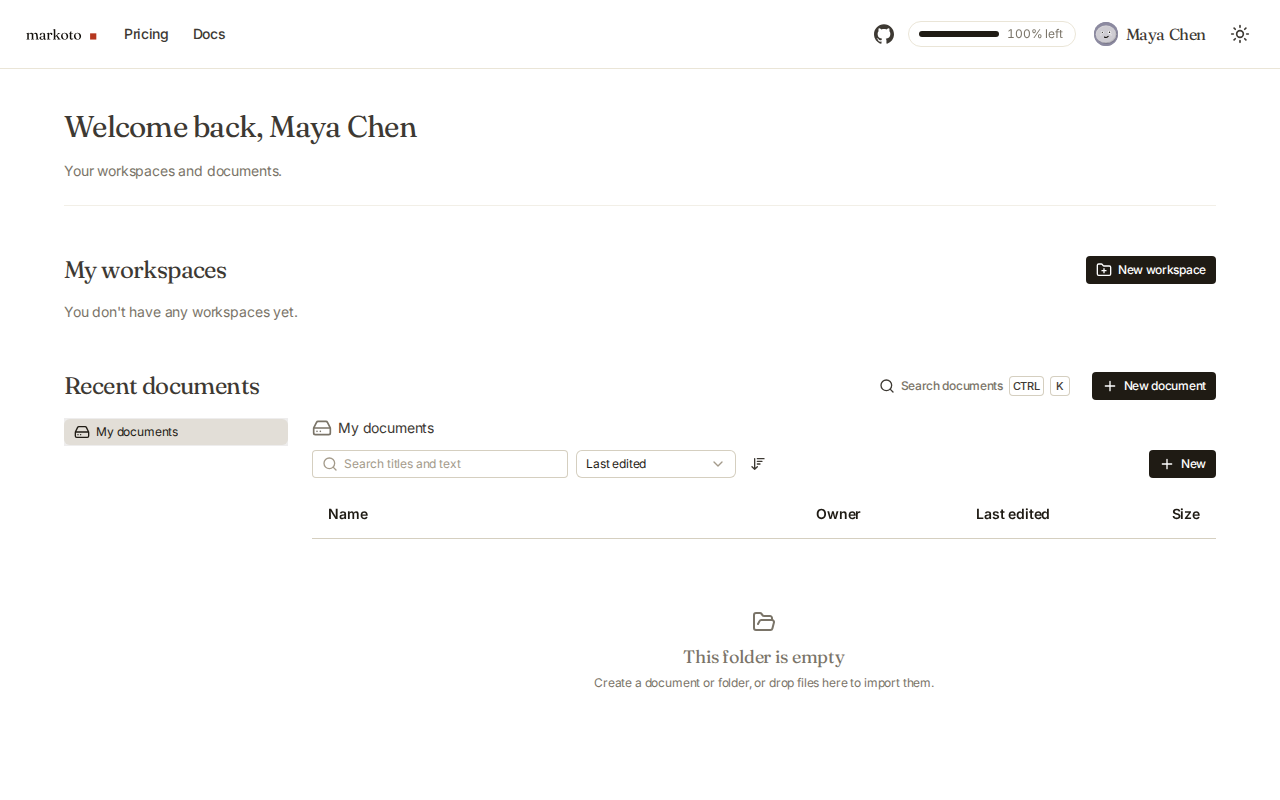 markoto
Pricing
Docs
100% left
Maya Chen
Welcome back, Maya Chen
Your workspaces and documents.
My workspaces
New workspace
You don't have any workspaces yet.
Recent documents
Search documents CTRL K
New document
My documents
My documents
Search titles and text
Last edited
New
Name Owner Last edited Size
This folder is empty
Create a document or folder, or drop files here to import them.